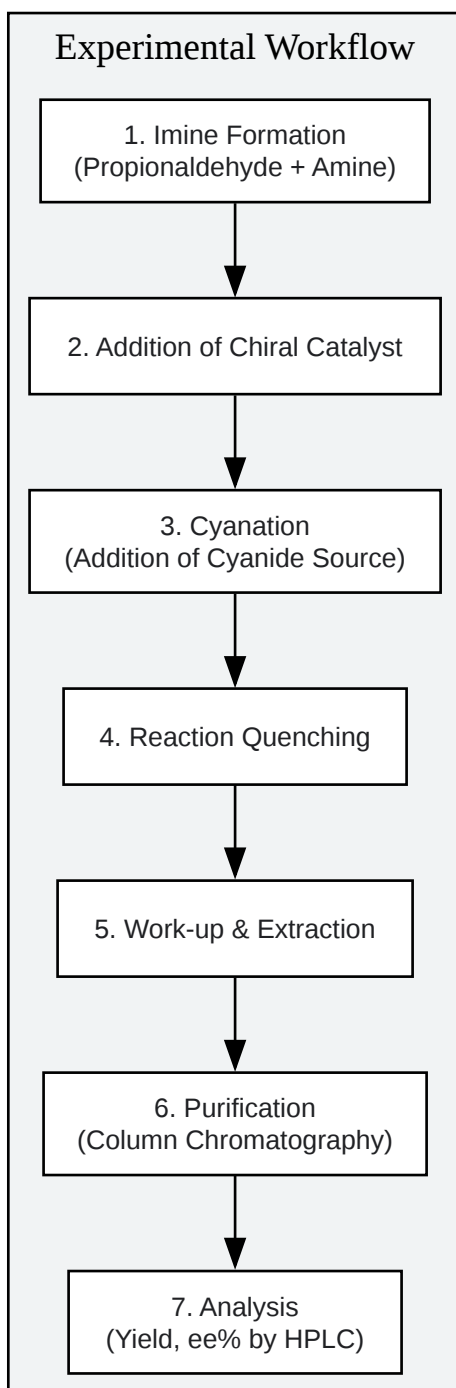 Experimental Workflow
1. Imine Formation
(Propionaldehyde + Amine)
2. Addition of Chiral Catalyst
3. Cyanation
(Addition of Cyanide Source)
4. Reaction Quenching
5. Work-up & Extraction
6. Purification
(Column Chromatography)
7. Analysis
(Yield, ee% by HPLC)